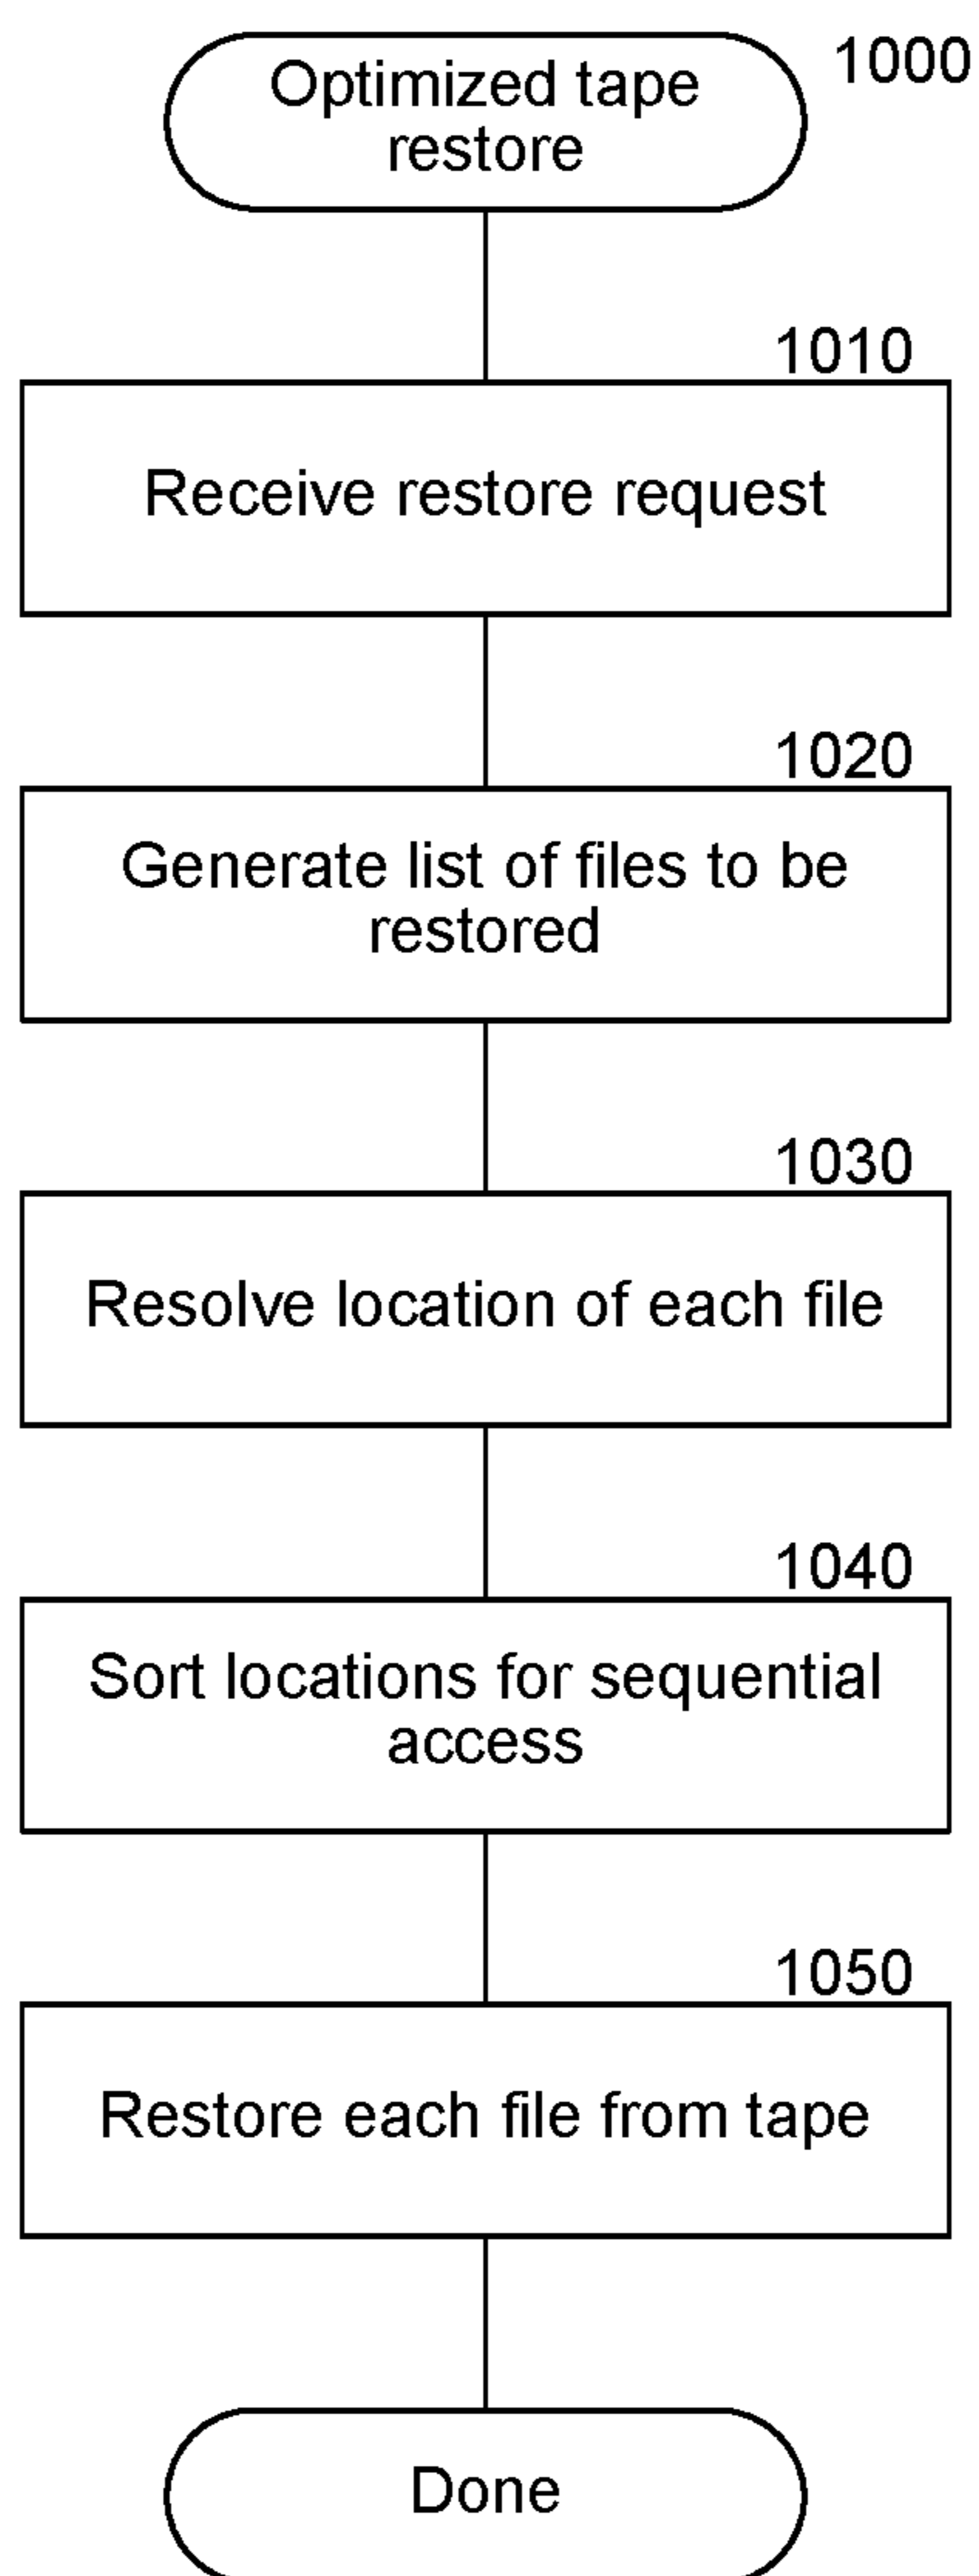 Optimized tape
restore
1000
1010
Receive restore request
1020
Generate list of files to be
restored
1030
Resolve location of each file
1040
Sort locations for sequential
access
1050
Restore each file from tape
Done